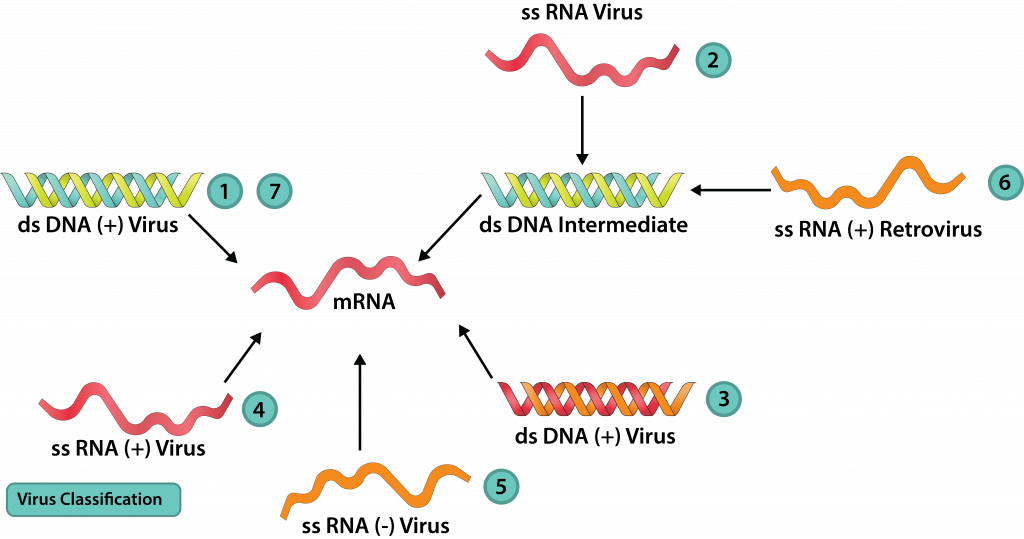 ss RNA Virus
2
1
7
ds DNA (+) Virus
ds DNA Intermediate
6
ss RNA (+) Retrovirus
mRNA
4
ss RNA (+) Virus
3
ds DNA (+) Virus
5
ss RNA (-) Virus
Virus Classification